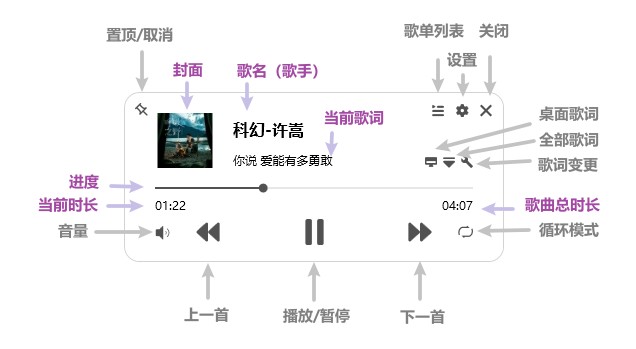 置顶/取消
歌单列表
关闭
设置
封面
歌名（歌手）
科幻-许嵩
当前歌词
桌面歌词
你说 爱能有多勇敢
全部歌词
歌词变更
进度
当前时长
01:22
04:07
歌曲总时长
音量
循环模式
上一首
播放/暂停
下一首